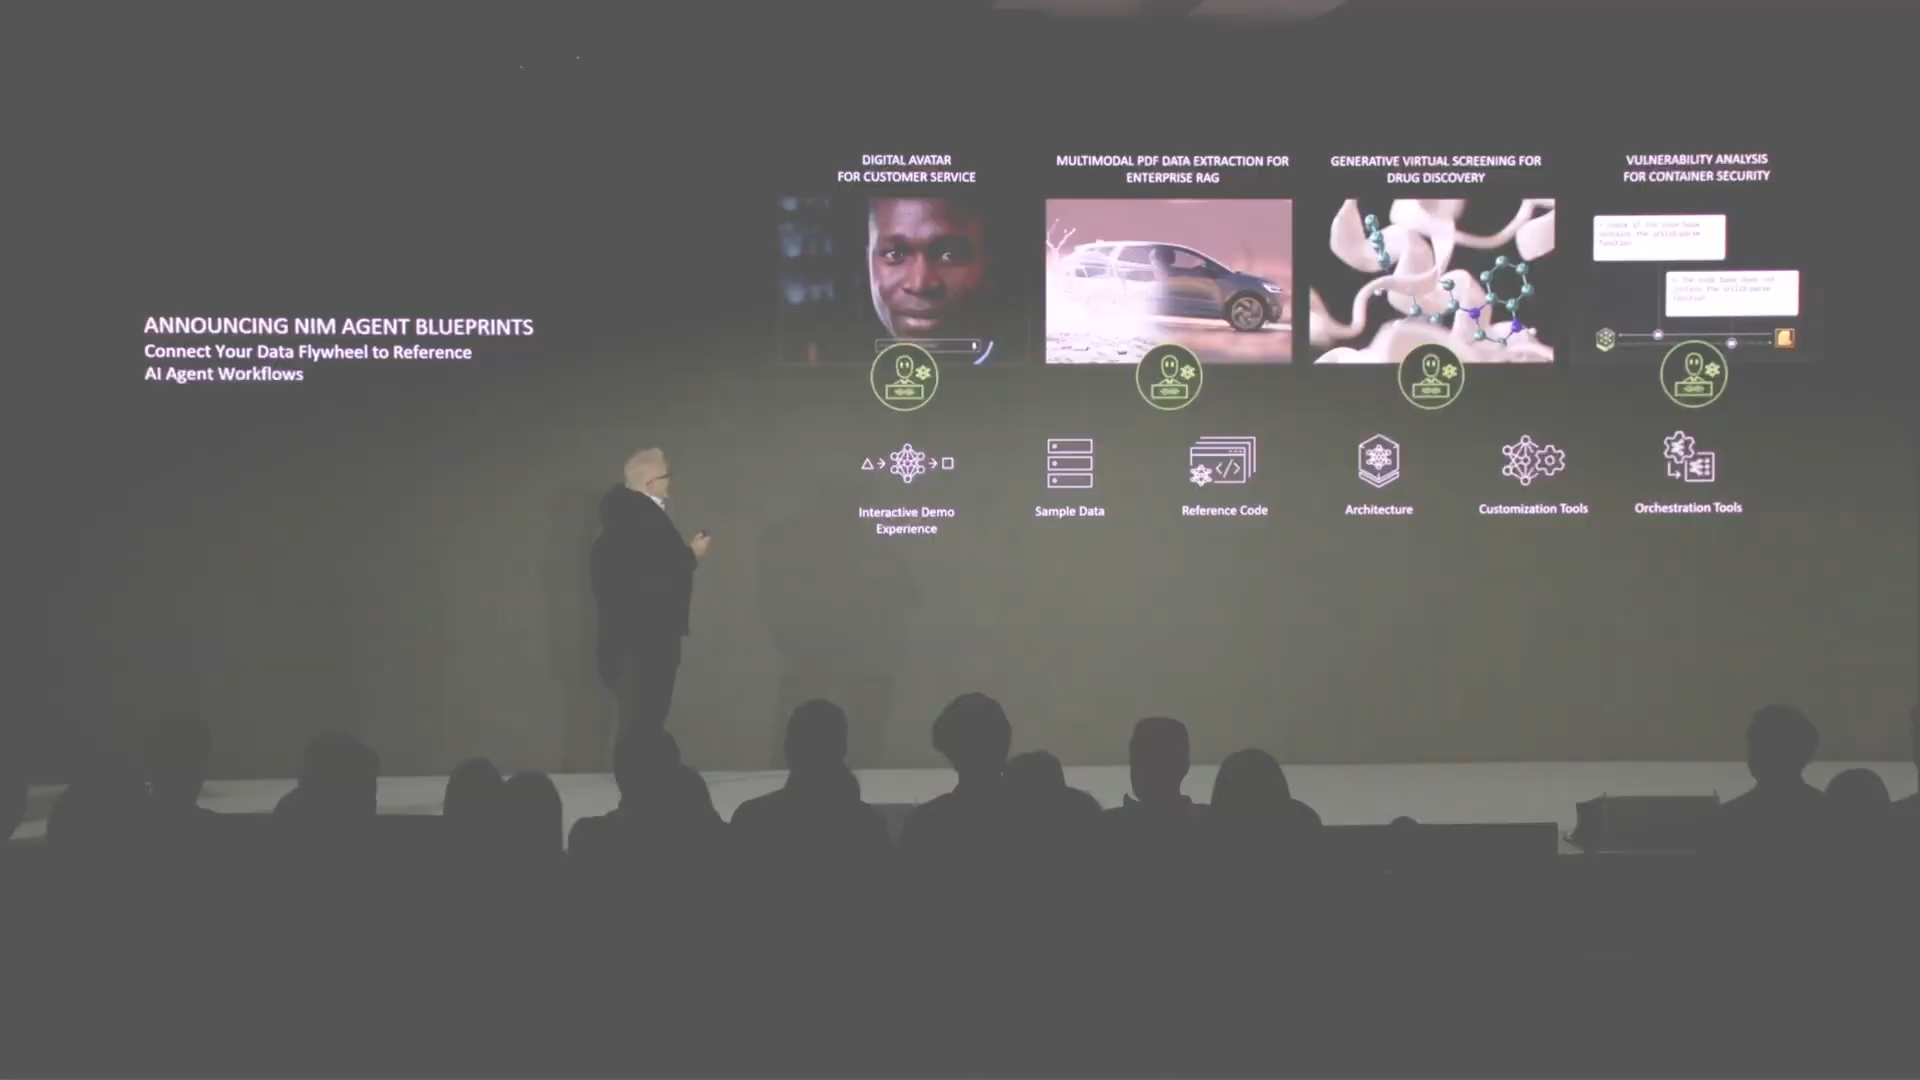 ANNOUNCING NIM AGENT BLUEPRINTS
Connect Your Data Flywheel to Reference
AI Agent Workflows
DIGITAL AVATAR
FOR CUSTOMER SERVICE
MULTIMODAL PDF DATA EXTRACTION FOR
ENTERPRISE RAG
GENERATIVE VIRTUAL SCREENING FOR
DRUG DISCOVERY
VULNERABILITY ANALYSIS
FOR CONTAINER SECURITY
Interactive Demo
Experience
Sample Data
Reference Code
Architecture
Customization Tools
Orchestration Tools